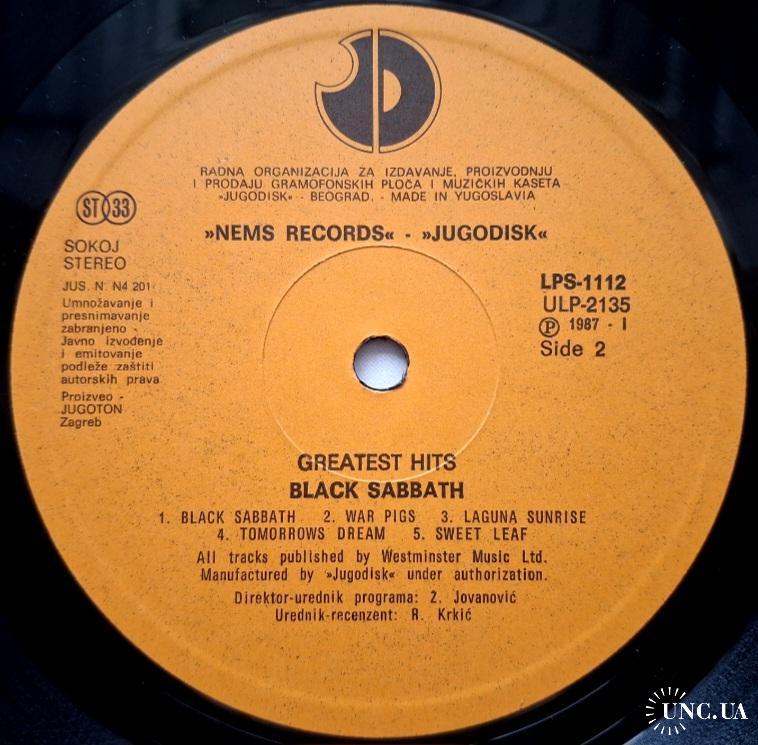 RADNA ORGANIZACIJA ZA IZDAVANJE, PROIZVODNJU
I PRODAJU GRAMOFONSKIH PLOČA I MUZIČKIH KASETA
»JUGODISK« - BEOGRAD. - MADE IN YUGOSLAVIA
ST 33
»NEMS RECORDS« - »JUGODISK«
SOKOJ
STEREO
JUS. N. N4 201
Umnožavanje i
presnimavanje
zabranjeno -
Javno izvođenje
i emitovanje
podleže zaštiti
autorskih prava
Proizveo -
JUGOTON
Zagreb
LPS-1112
ULP-2135
Ⓟ 1987 - I
Side 2
GREATEST HITS
BLACK SABBATH
1. BLACK SABBATH 2. WAR PIGS 3. LAGUNA SUNRISE
4. TOMORROWS DREAM 5. SWEET LEAF
All tracks published by Westminster Music Ltd.
Manufactured by »Jugodisk« under authorization.
Direktor-urednik programa: Ž. Jovanović
Urednik-recenzent: R. Krkić
UNC.UA